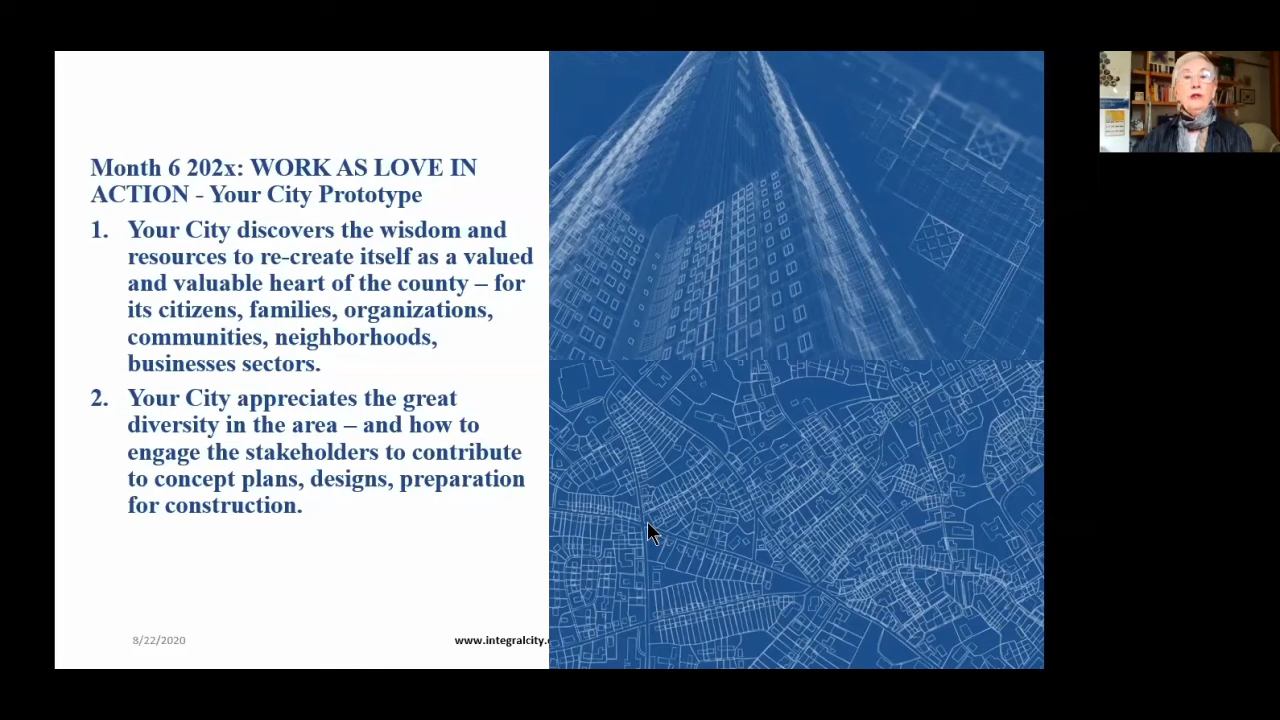 Month 6 202x: WORK AS LOVE IN
ACTION - Your City Prototype
1. Your City discovers the wisdom and
resources to re-create itself as a valued
and valuable heart of the county – for
its citizens, families, organizations,
communities, neighborhoods,
businesses sectors.
2. Your City appreciates the great
diversity in the area – and how to
engage the stakeholders to contribute
to concept plans, designs, preparation
for construction.
8/22/2020
www.integralcity.